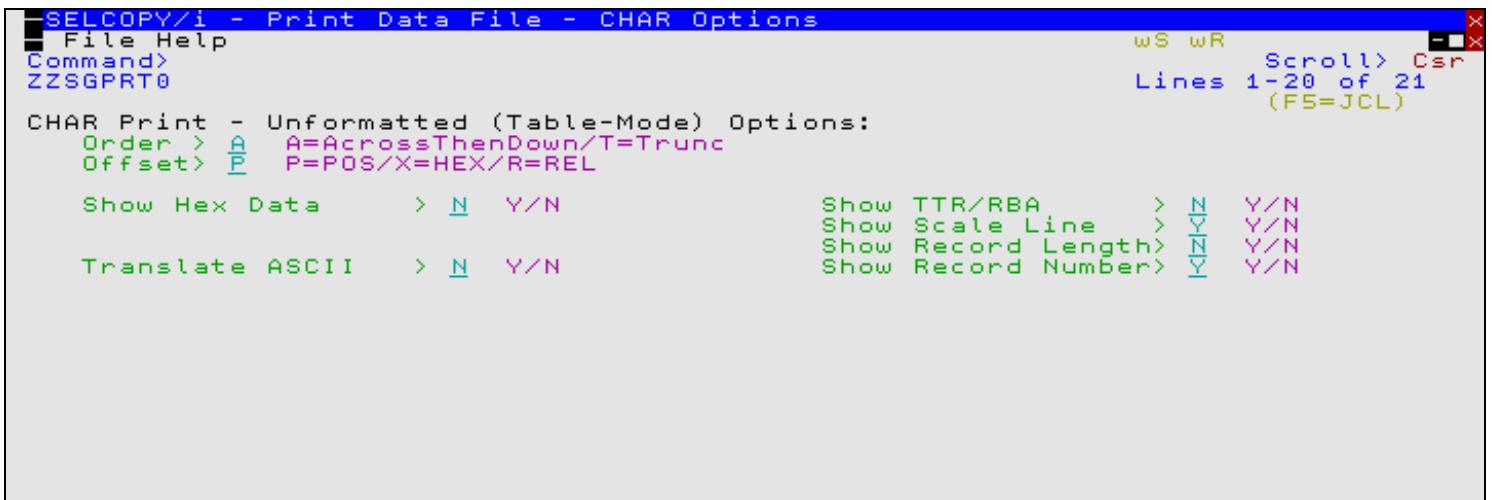 SELCOPY/i - Print Data File - CHAR Options
File Help wS wR
Command> Scroll> Csr
ZZSGPRT0 Lines 1-20 of 21
(F5=JCL)
CHAR Print - Unformatted (Table-Mode) Options:
Order > A A=AcrossThenDown/T=Trunc
Offset> P P=POS/X=HEX/R=REL
Show Hex Data > N Y/N Show TTR/RBA > N Y/N
Show Scale Line > Y Y/N
Show Record Length> N Y/N
Translate ASCII > N Y/N Show Record Number> Y Y/N